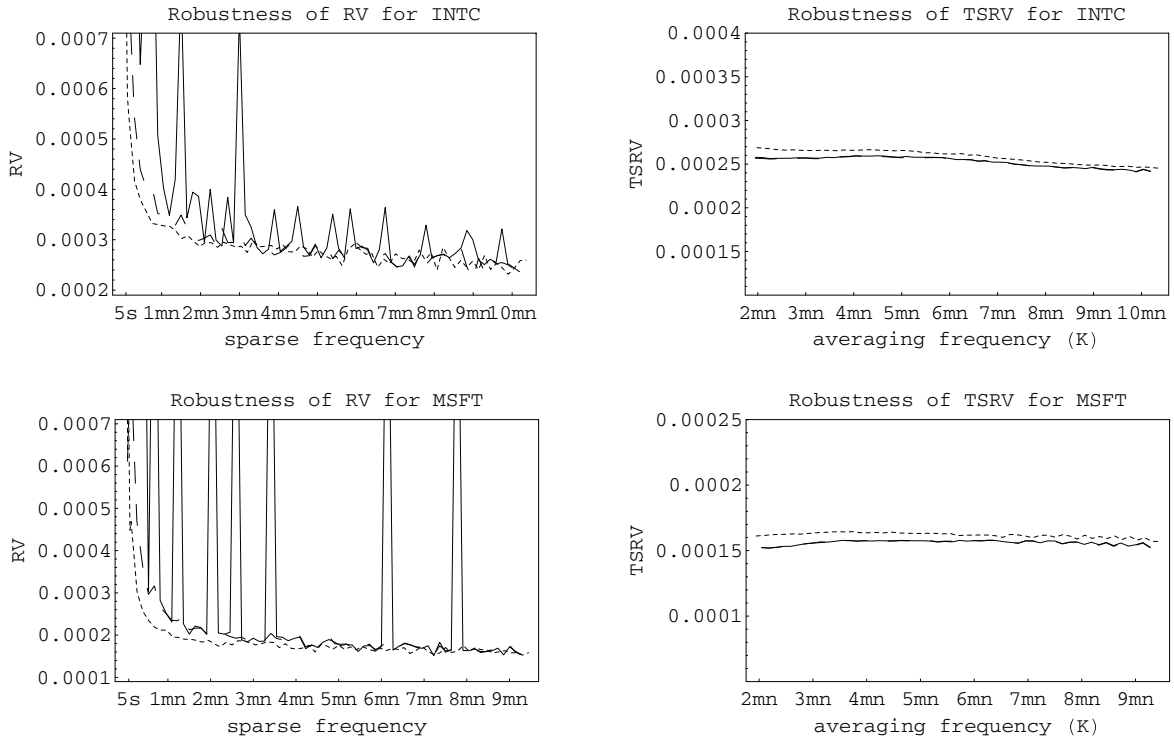 Robustness of RV for INTC
0.0007
0.0006
0.0005
0.0004
0.0003
0.0002
RV
5s 1mn 2mn 3mn 4mn 5mn 6mn 7mn 8mn 9mn10mn
sparse frequency
Robustness of TSRV for INTC
0.0004
0.00035
0.0003
0.00025
0.0002
0.00015
TSRV
2mn 3mn 4mn 5mn 6mn 7mn 8mn 9mn 10mn
averaging frequency (K)
Robustness of RV for MSFT
0.0007
0.0006
0.0005
0.0004
0.0003
0.0002
0.0001
RV
5s 1mn 2mn 3mn 4mn 5mn 6mn 7mn 8mn 9mn
sparse frequency
Robustness of TSRV for MSFT
0.00025
0.0002
0.00015
0.0001
TSRV
2mn 3mn 4mn 5mn 6mn 7mn 8mn 9mn
averaging frequency (K)